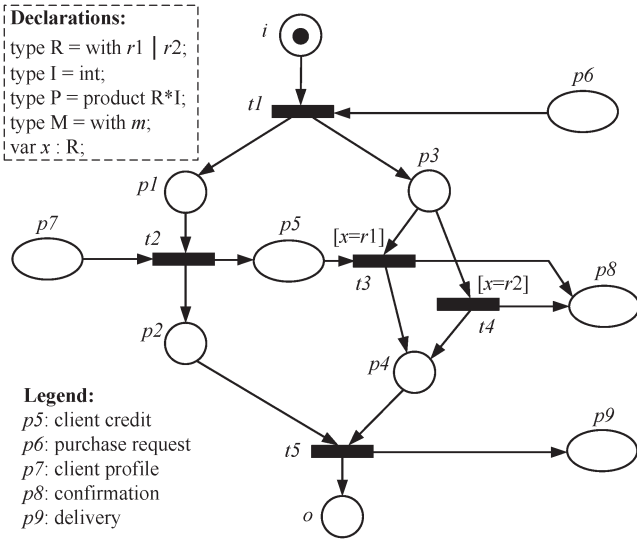 Declarations:
type R = with r1 | r2;
type I = int;
type P = product R*I;
type M = with m;
var x : R;
i
p6
t1
p1
p3
p7
t2
p5
[x=r1]
t3
[x=r2]
p8
t4
p2
p4
Legend:
p5: client credit
p6: purchase request
p7: client profile
p8: confirmation
p9: delivery
p9
t5
o